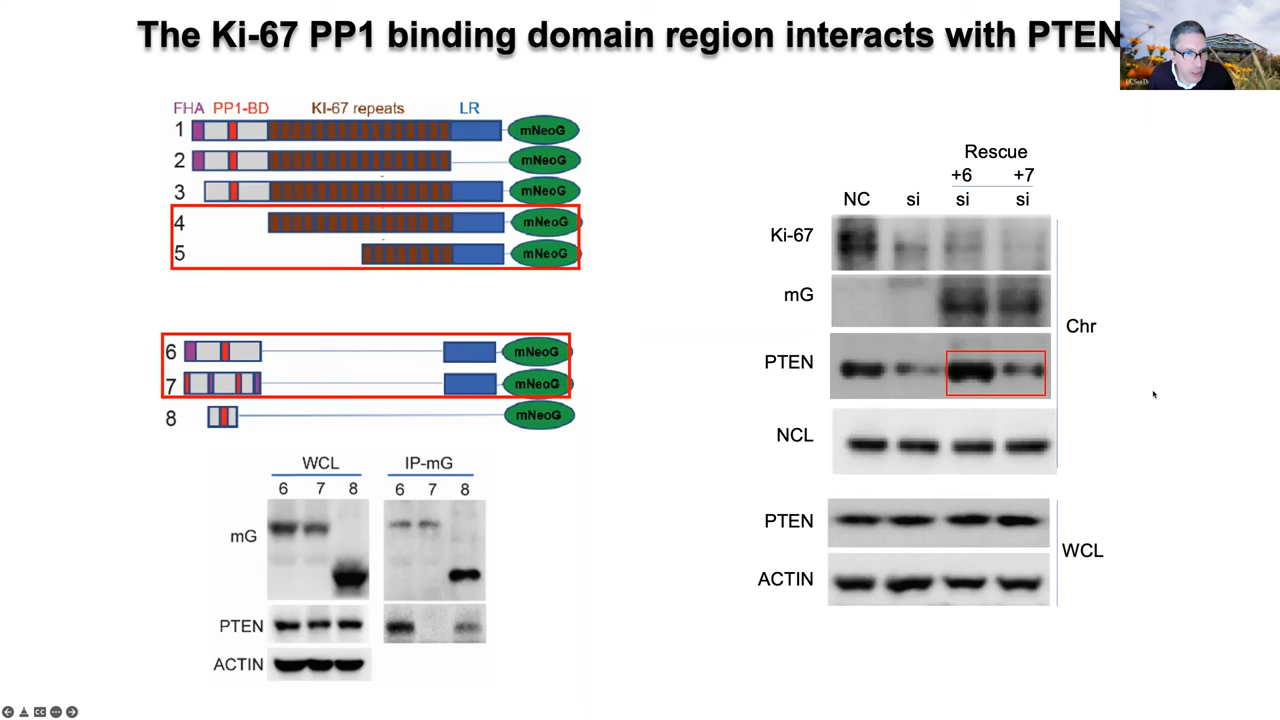 The Ki-67 PP1 binding domain region interacts with PTEN
UC San D
FHA PP1-BD KI-67 repeats LR
1 mNeoG
2 mNeoG
3 mNeoG
4 mNeoG
5 mNeoG
6 mNeoG
7 mNeoG
8 mNeoG
WCL IP-mG
6 7 8 6 7 8
mG
PTEN
ACTIN
Rescue
+6 +7
NC si si si
Ki-67
mG
PTEN
NCL
Chr
PTEN
ACTIN
WCL
CC